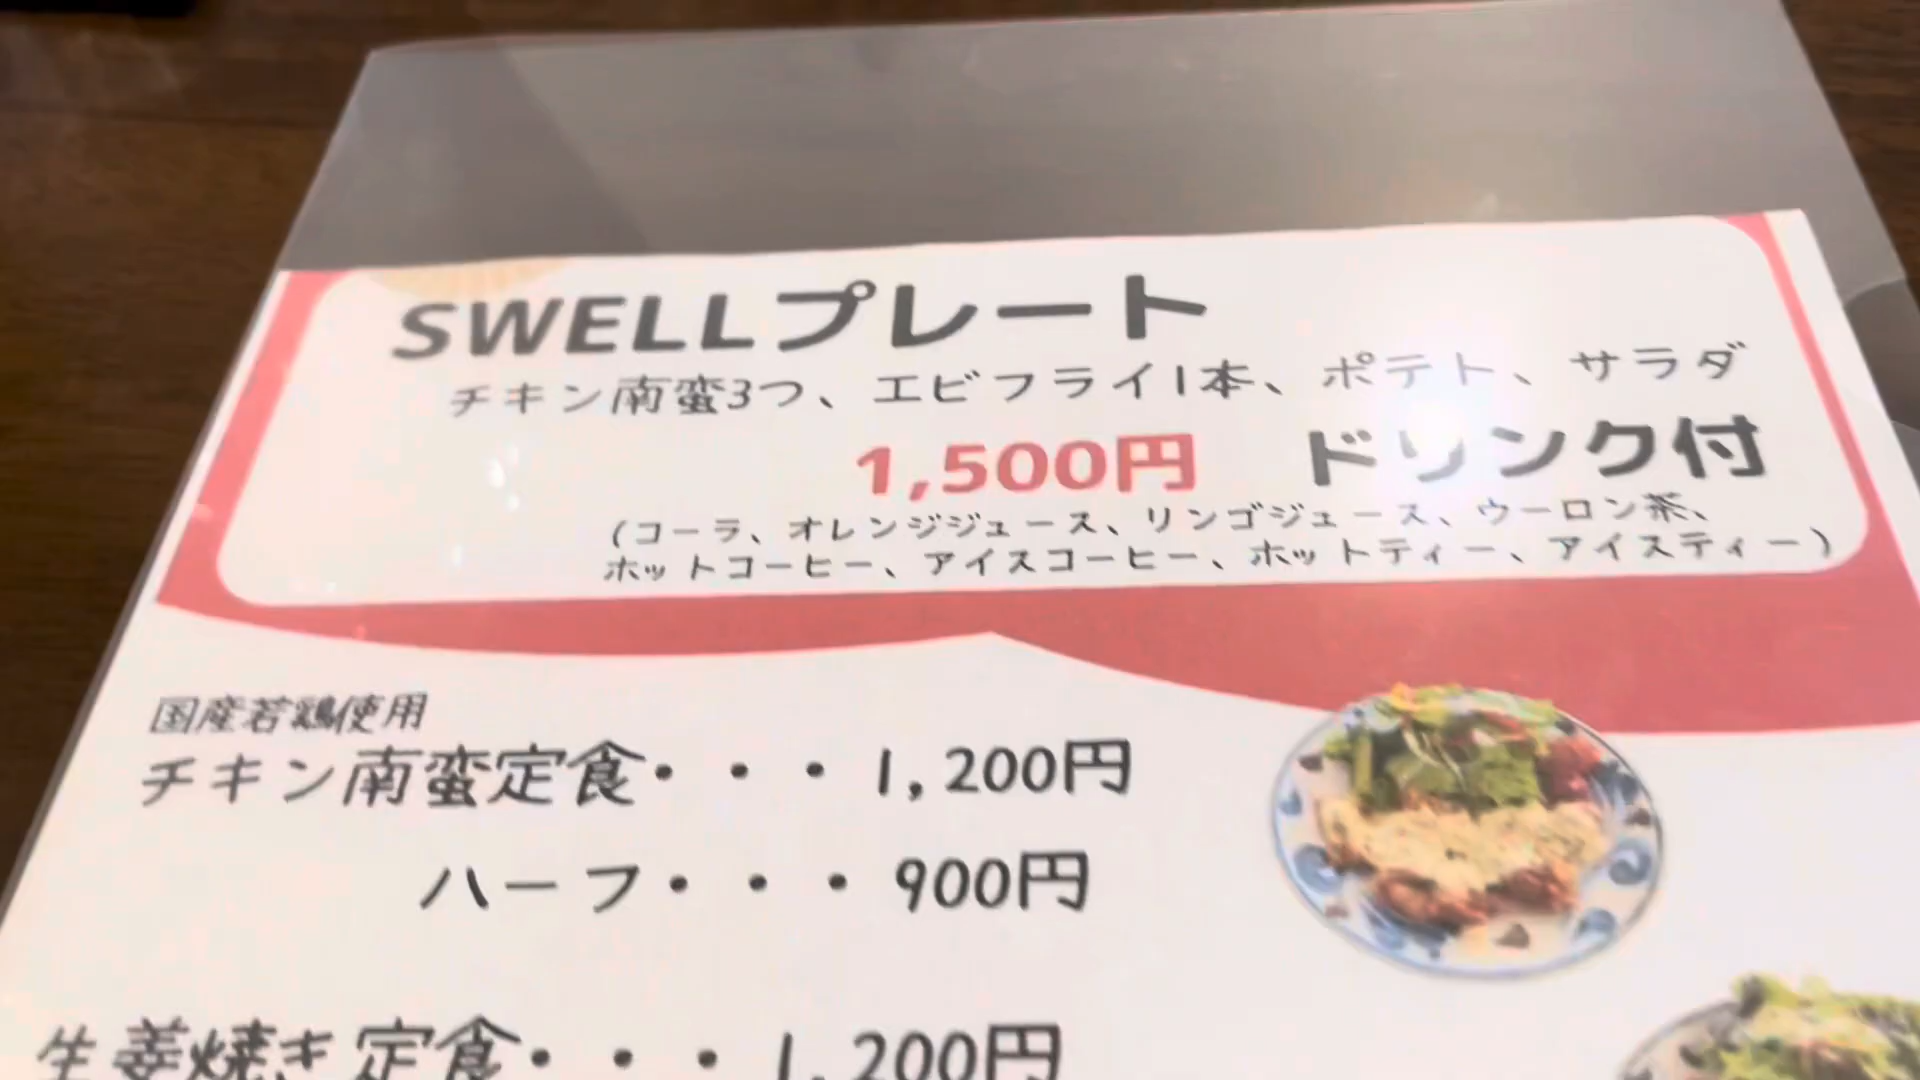 SWELLプレート
チキン南蛮3つ、エビフライ1本、ポテト、サラダ
1,500円 ドリンク付
(コーラ、オレンジジュース、リンゴジュース、ウーロン茶、
ホットコーヒー、アイスコーヒー、ホットティー、アイスティー)
国産若鶏使用
チキン南蛮定食・・・1,200円
ハーフ・・・900円
生姜焼き定食・・・1,200円